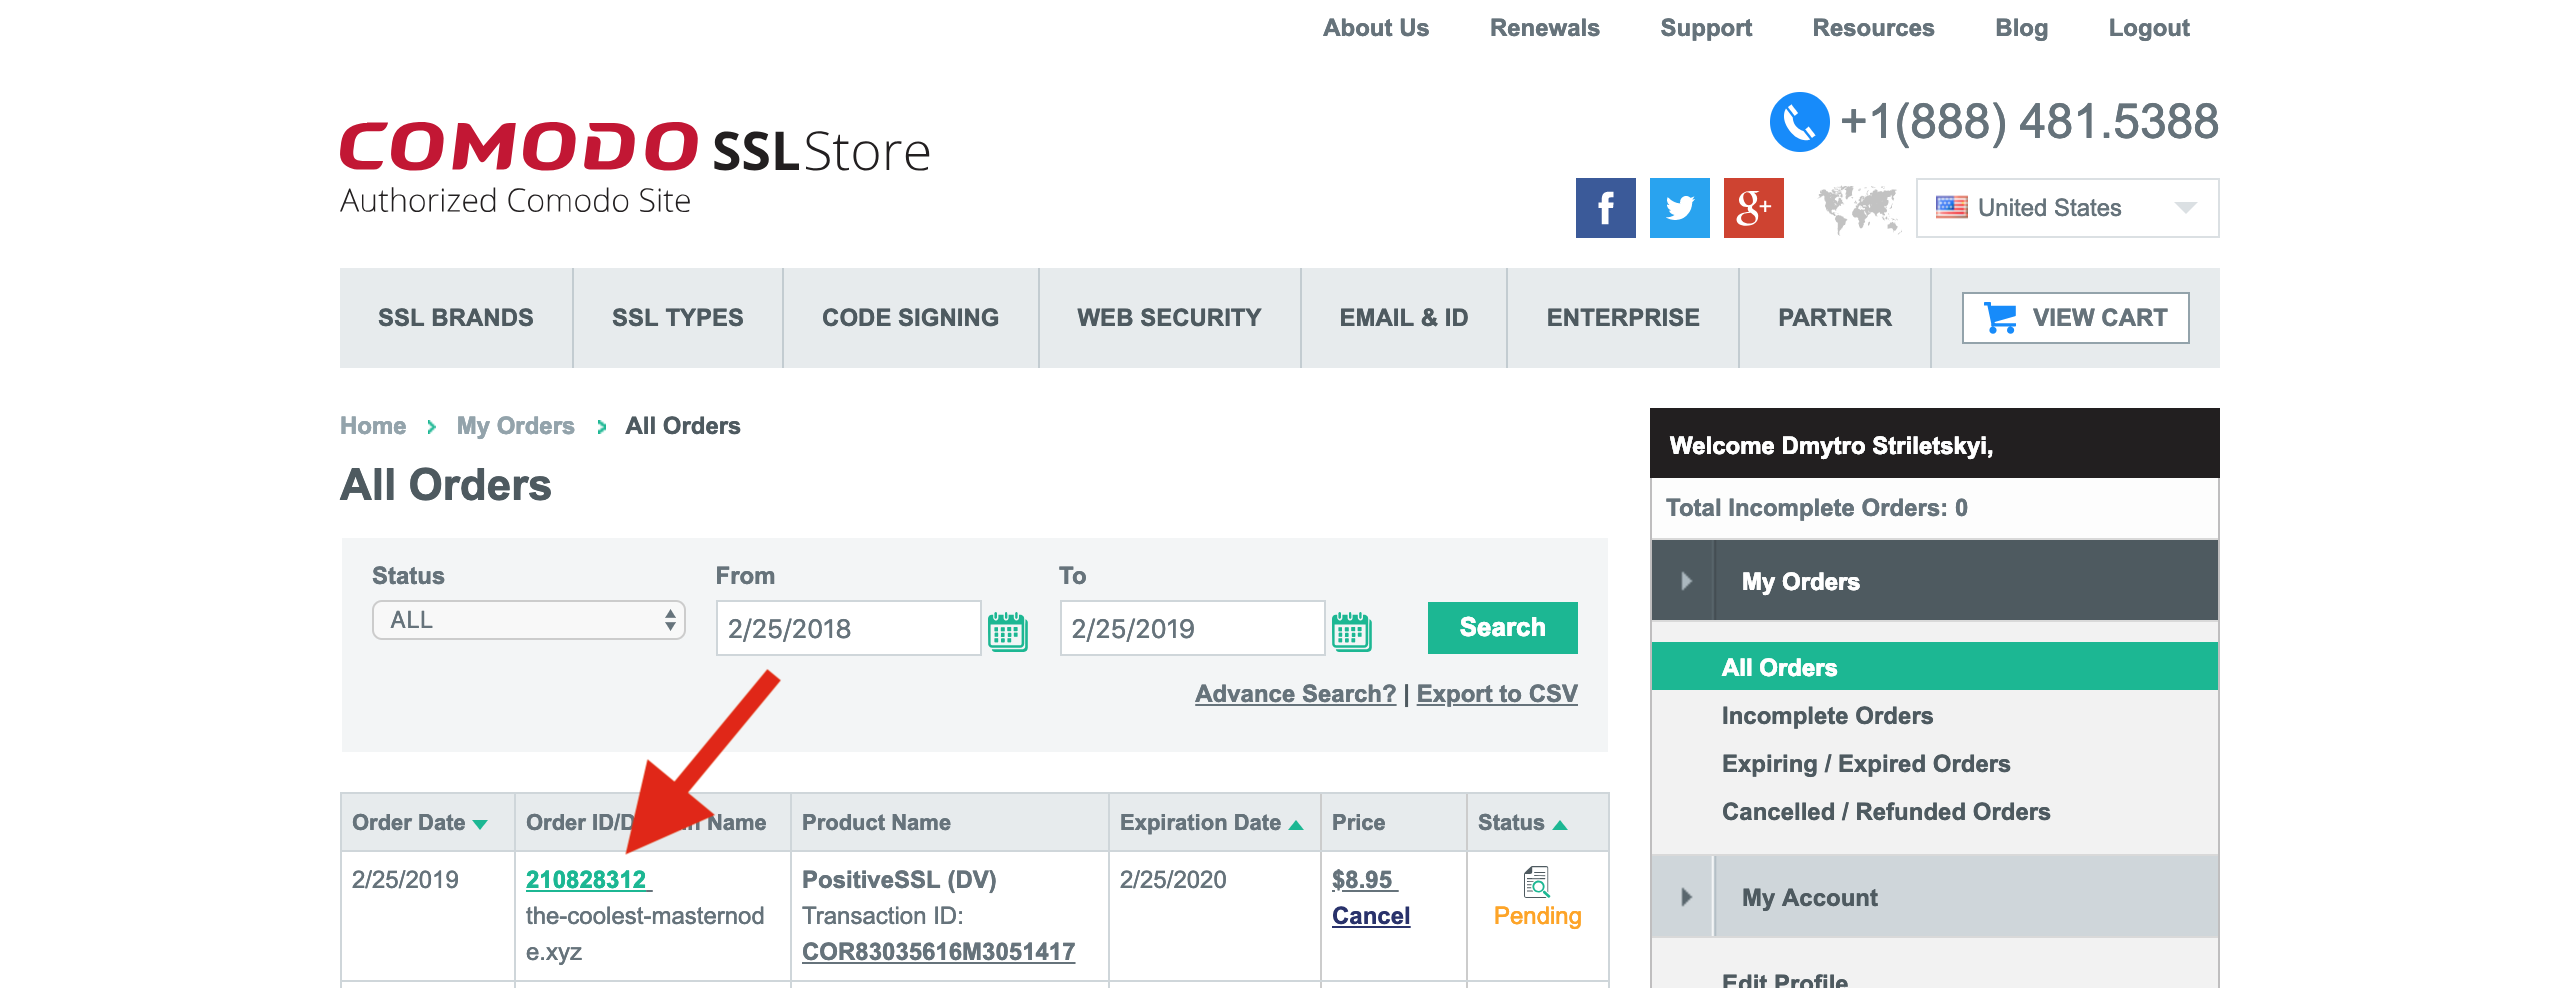 About Us Renewals Support Resources Blog Logout
COMODO SSLStore
Authorized Comodo Site
+1(888) 481.5388
f g+ United States
SSL BRANDS SSL TYPES CODE SIGNING WEB SECURITY EMAIL & ID ENTERPRISE PARTNER VIEW CART
Home > My Orders > All Orders
All Orders
Status From To
ALL 2/25/2018 2/25/2019 Search
Advance Search? | Export to CSV
Order Date Order ID/D Name Product Name Expiration Date Price Status
2/25/2019 210828312 PositiveSSL (DV) 2/25/2020 $8.95
the-coolest-masternod Transaction ID: Cancel Pending
e.xyz COR83035616M3051417
Welcome Dmytro Striletskyi,
Total Incomplete Orders: 0
My Orders
All Orders
Incomplete Orders
Expiring / Expired Orders
Cancelled / Refunded Orders
My Account
Edit Profile